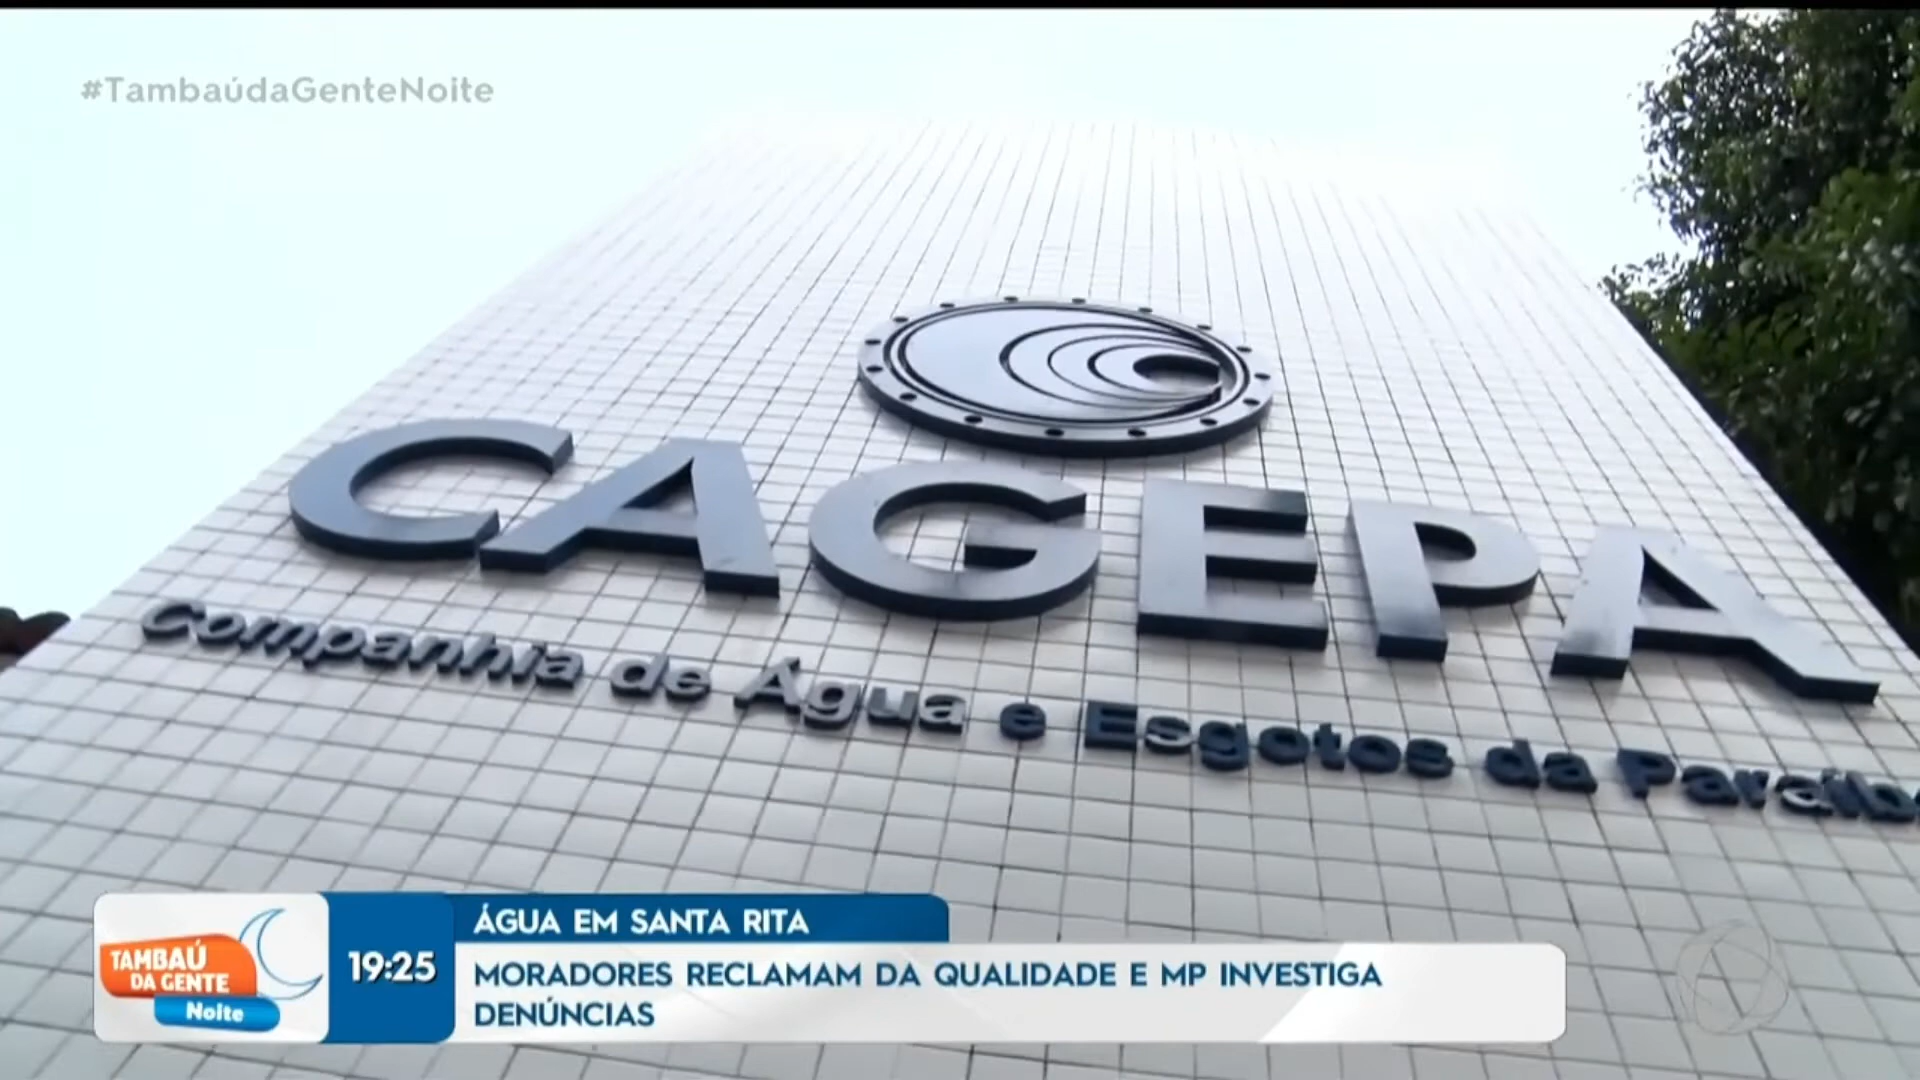 #TambaúdaGenteNoite
CAGEPA
Companhia de Água e Esgotos da
ÁGUA EM SANTA RITA
TAMBAÚ
DA GENTE
Noite
19:25
MORADORES RECLAMAM DA QUALIDADE E MP INVESTIGA
DENÚNCIAS